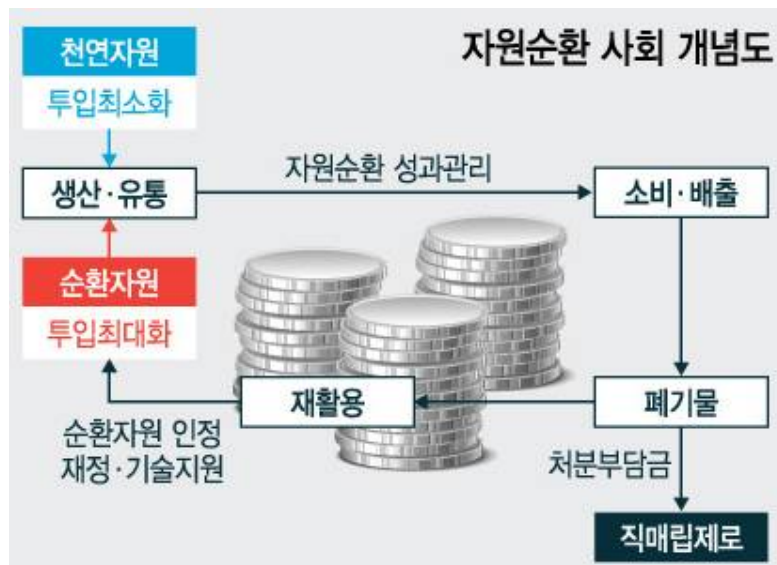 자원순환 사회 개념도
천연자원
투입최소화
생산·유통
자원순환 성과관리
소비·배출
순환자원
투입최대화
재활용
폐기물
순환자원 인정
재정·기술지원
처분부담금
직매립제로